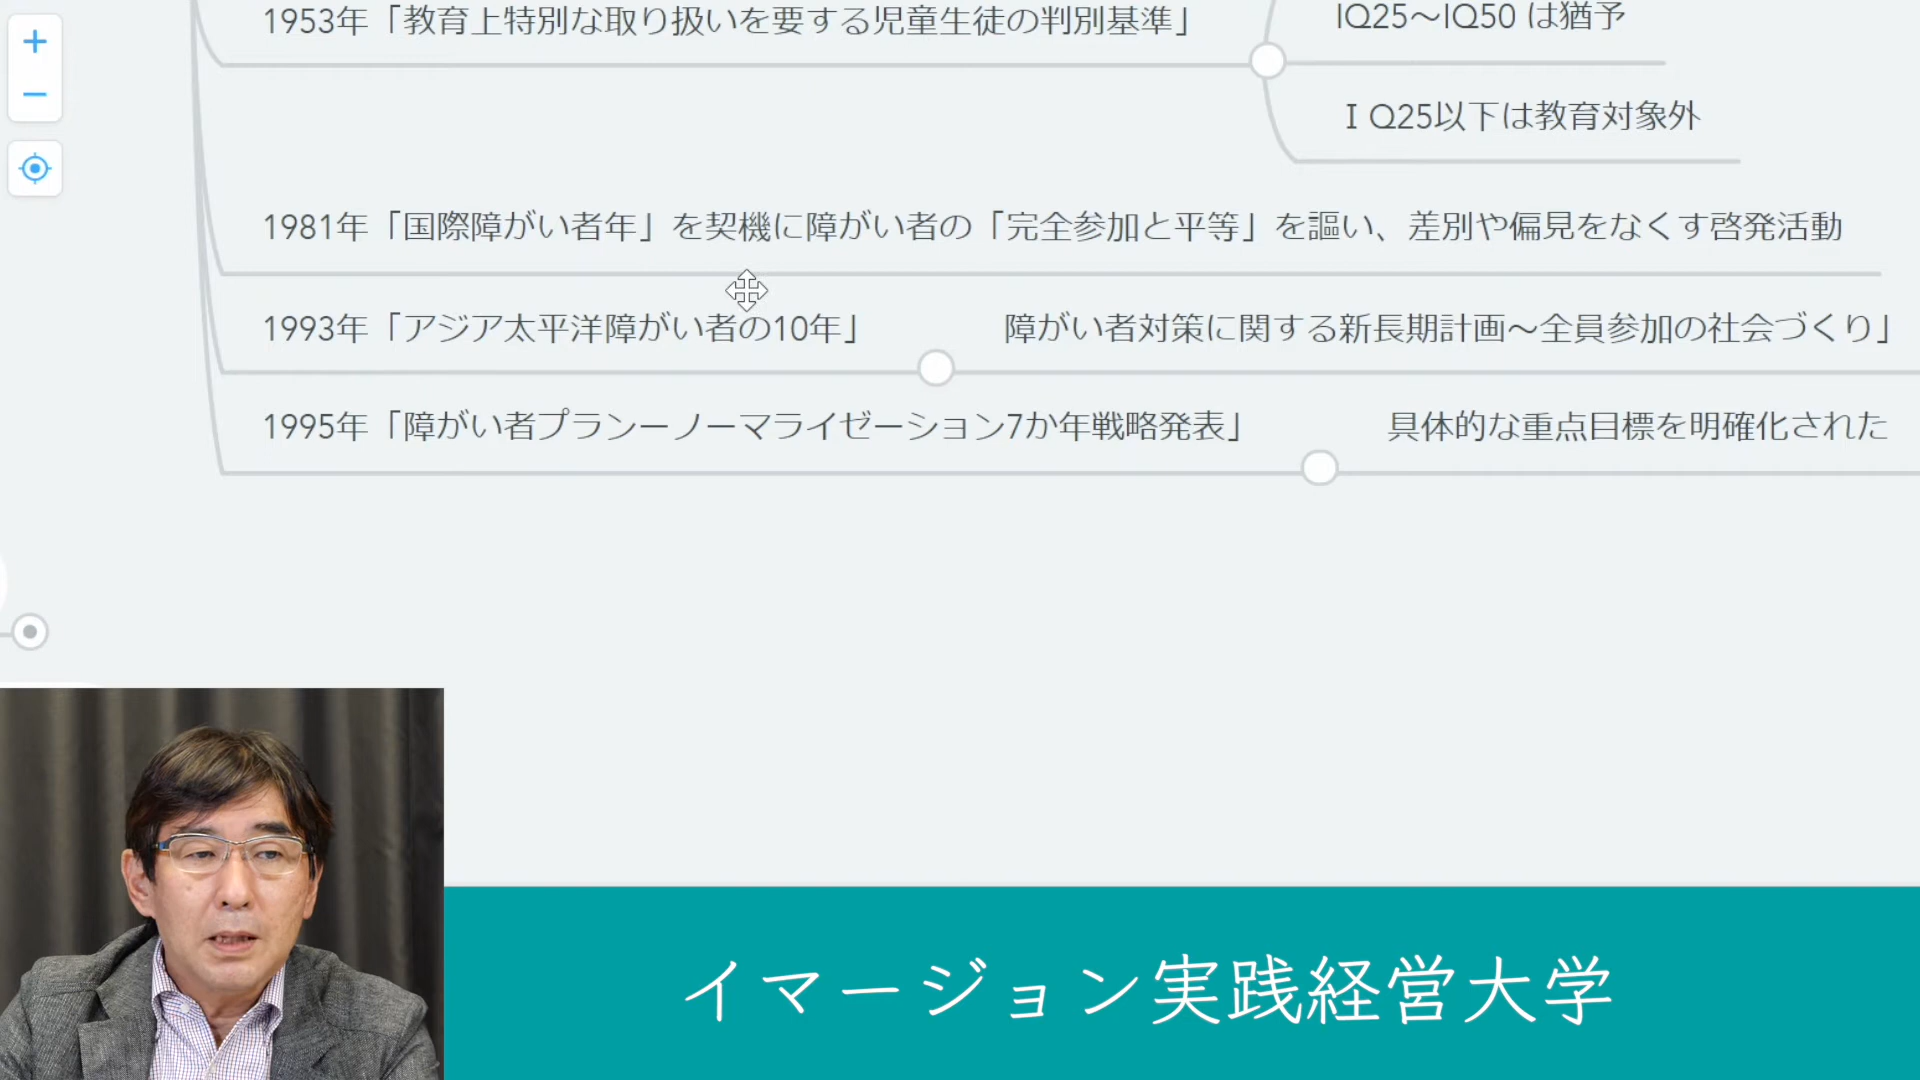 1953年「教育上特別な取り扱いを要する児童生徒の判別基準」
IQ25～IQ50 は猶予
ＩQ25以下は教育対象外
1981年「国際障がい者年」を契機に障がい者の「完全参加と平等」を謳い、差別や偏見をなくす啓発活動
1993年「アジア太平洋障がい者の10年」
障がい者対策に関する新長期計画～全員参加の社会づくり」
1995年「障がい者プランーノーマライゼーション7か年戦略発表」
具体的な重点目標を明確化された
イマージョン実践経営大学